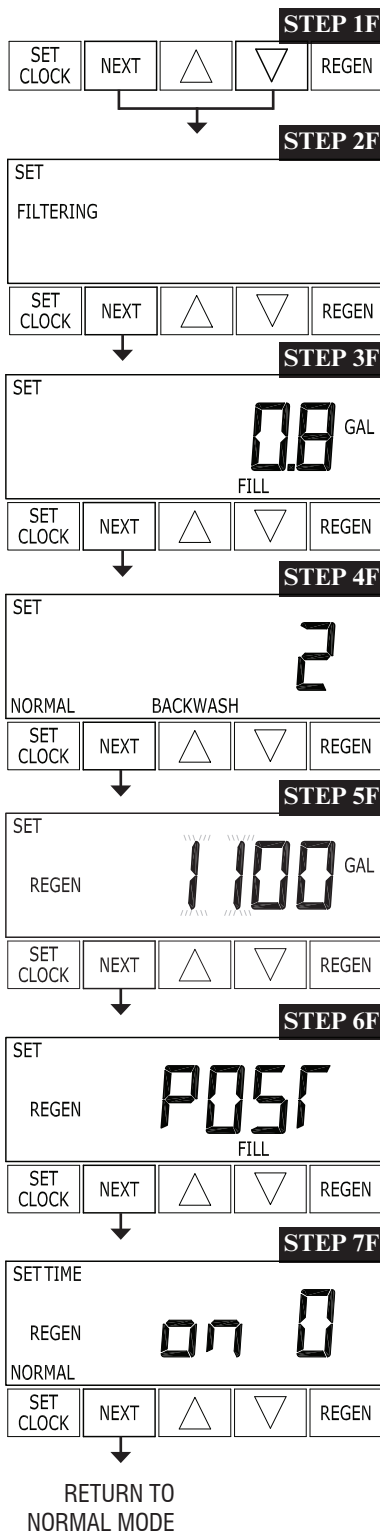 STEP 1F
SET CLOCK NEXT REGEN
STEP 2F
SET
FILTERING
SET CLOCK NEXT REGEN
STEP 3F
SET
0.8 GAL
FILL
SET CLOCK NEXT REGEN
STEP 4F
SET
2
NORMAL BACKWASH
SET CLOCK NEXT REGEN
STEP 5F
SET
REGEN 1100 GAL
SET CLOCK NEXT REGEN
STEP 6F
SET
REGEN POST
FILL
SET CLOCK NEXT REGEN
STEP 7F
SET TIME
REGEN on 0
NORMAL
SET CLOCK NEXT REGEN
RETURN TO
NORMAL MODE